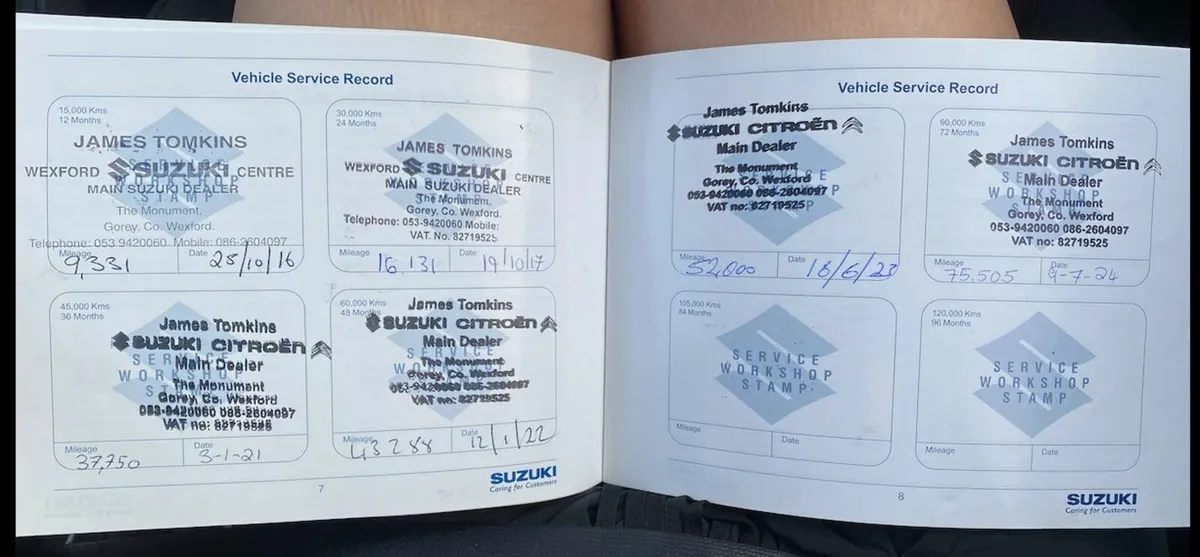 Vehicle Service Record
15,000 Kms
12 Months
JAMES TOMKINS
WEXFORD SUZUKI CENTRE
SERVICE
MAIN SUZUKI DEALER
WORKSHOP
STAMP
The Monument,
Gorey, Co. Wexford.
Telephone: 053 9420060 Mobile: 086-2604097
Mileage
9,331
Date
25/10/16
30,000 Kms
24 Months
JAMES TOMKINS
WEXFORD SUZUKI CENTRE
MAIN SUZUKI DEALER
The Monument,
Gorey, Co. Wexford.
Telephone: 053-9420060 Mobile:
VAT. No. 82719525
Mileage
16,131
Date
19/10/17
45,000 Kms
36 Months
James Tomkins
SUZUKI CITROËN
SERVICE
Main Dealer
WORKSHOP
The Monument
Gorey, Co. Wexford
053-9420060 086-2604097
VAT no: 82719525
Mileage
37,750
Date
3-1-21
60,000 Kms
48 Months
James Tomkins
SUZUKI CITROËN
Main Dealer
SERVICE
The Monument
Gorey, Co. Wexford
053-9420060 086-2604097
VAT no: 82719525
Mileage
43288
Date
12/1/22
7
SUZUKI
Caring for Customers
Vehicle Service Record
James Tomkins
SUZUKI CITROËN
Main Dealer
The Monument
Gorey, Co. Wexford
053-9420060 086-2604097
VAT no: 82719525
Mileage
52,000
Date
18/6/23
90,000 Kms
72 Months
James Tomkins
SUZUKI CITROËN
SERVICE
Main Dealer
WORKSHOP
The Monument
Gorey, Co. Wexford
053-9420060 086-2604097
VAT no: 82719525
Mileage
75,505
Date
9-7-24
105,000 Kms
84 Months
SERVICE
WORKSHOP
STAMP
Mileage
Date
120,000 Kms
96 Months
SERVICE
WORKSHOP
STAMP
Mileage
Date
8
SUZUKI
Caring for Customers